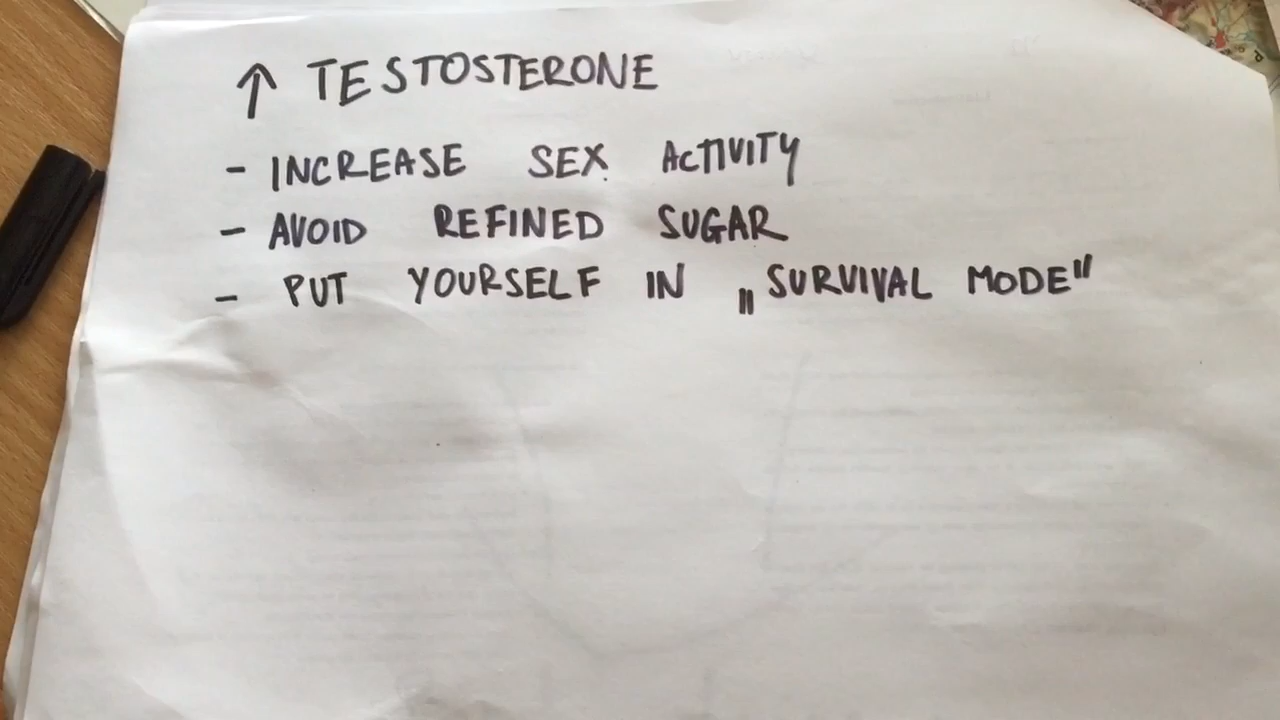 ↑ TESTOSTERONE
- INCREASE SEX ACTIVITY
- AVOID REFINED SUGAR
- PUT YOURSELF IN „SURVIVAL MODE"